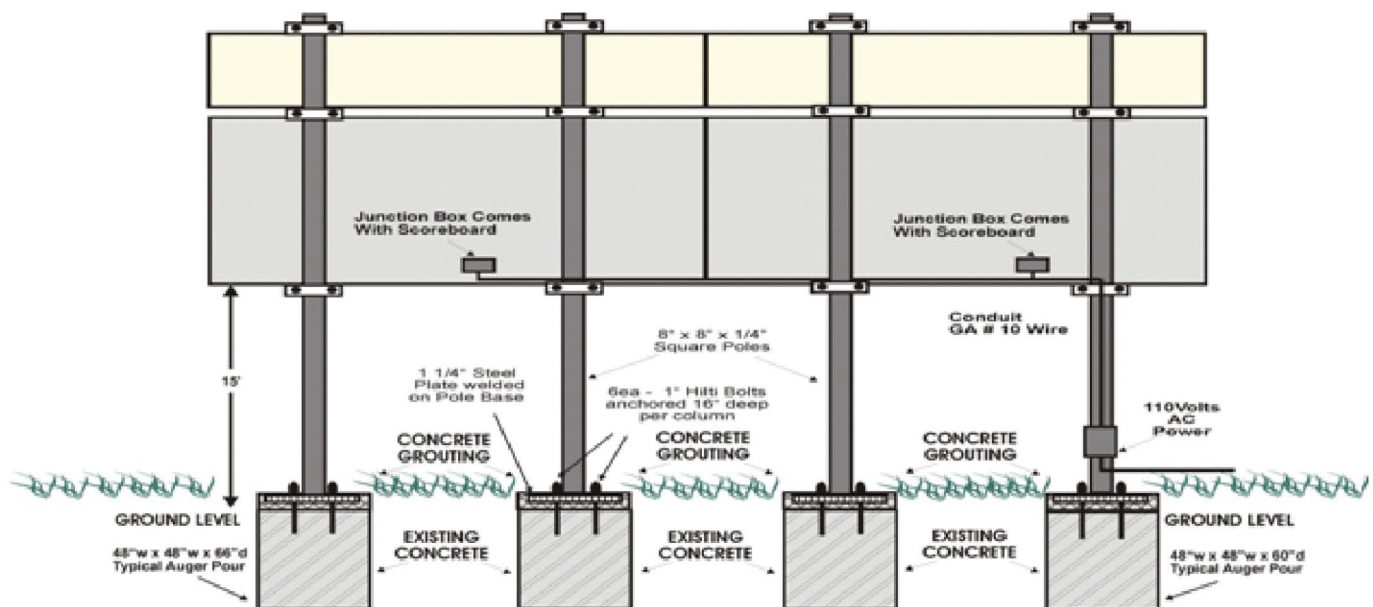 Junction Box Comes
With Scoreboard
Junction Box Comes
With Scoreboard
Conduit
GA # 10 Wire
8" x 8" x 1/4"
Square Poles
15'
1 1/4" Steel
Plate welded
on Pole Base
6ea - 1" Hilti Bolts
anchored 16" deep
per column
110Volts
AC
Power
CONCRETE
GROUTING
CONCRETE
GROUTING
CONCRETE
GROUTING
GROUND LEVEL
GROUND LEVEL
EXISTING
CONCRETE
EXISTING
CONCRETE
EXISTING
CONCRETE
48"w x 48"w x 66"d
Typical Auger Pour
48"w x 48"w x 60"d
Typical Auger Pour